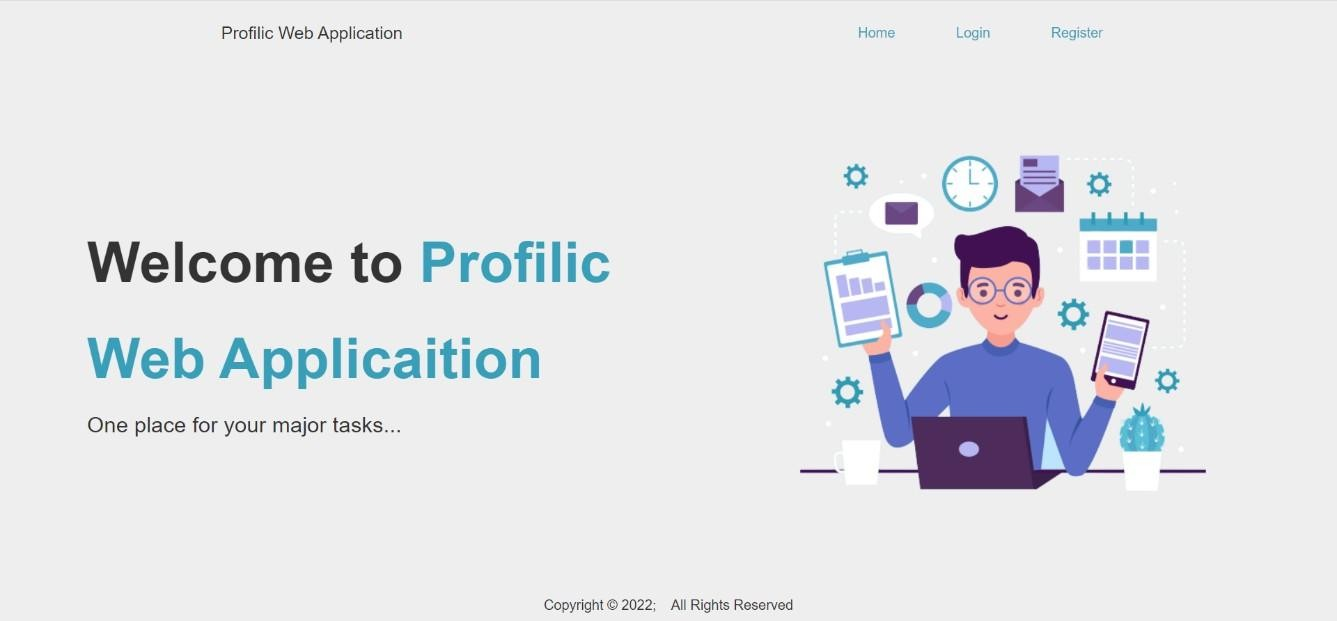 Profilic Web Application
Home Login Register
Welcome to Profilic
Web Applicaition
One place for your major tasks...
Copyright © 2022; All Rights Reserved